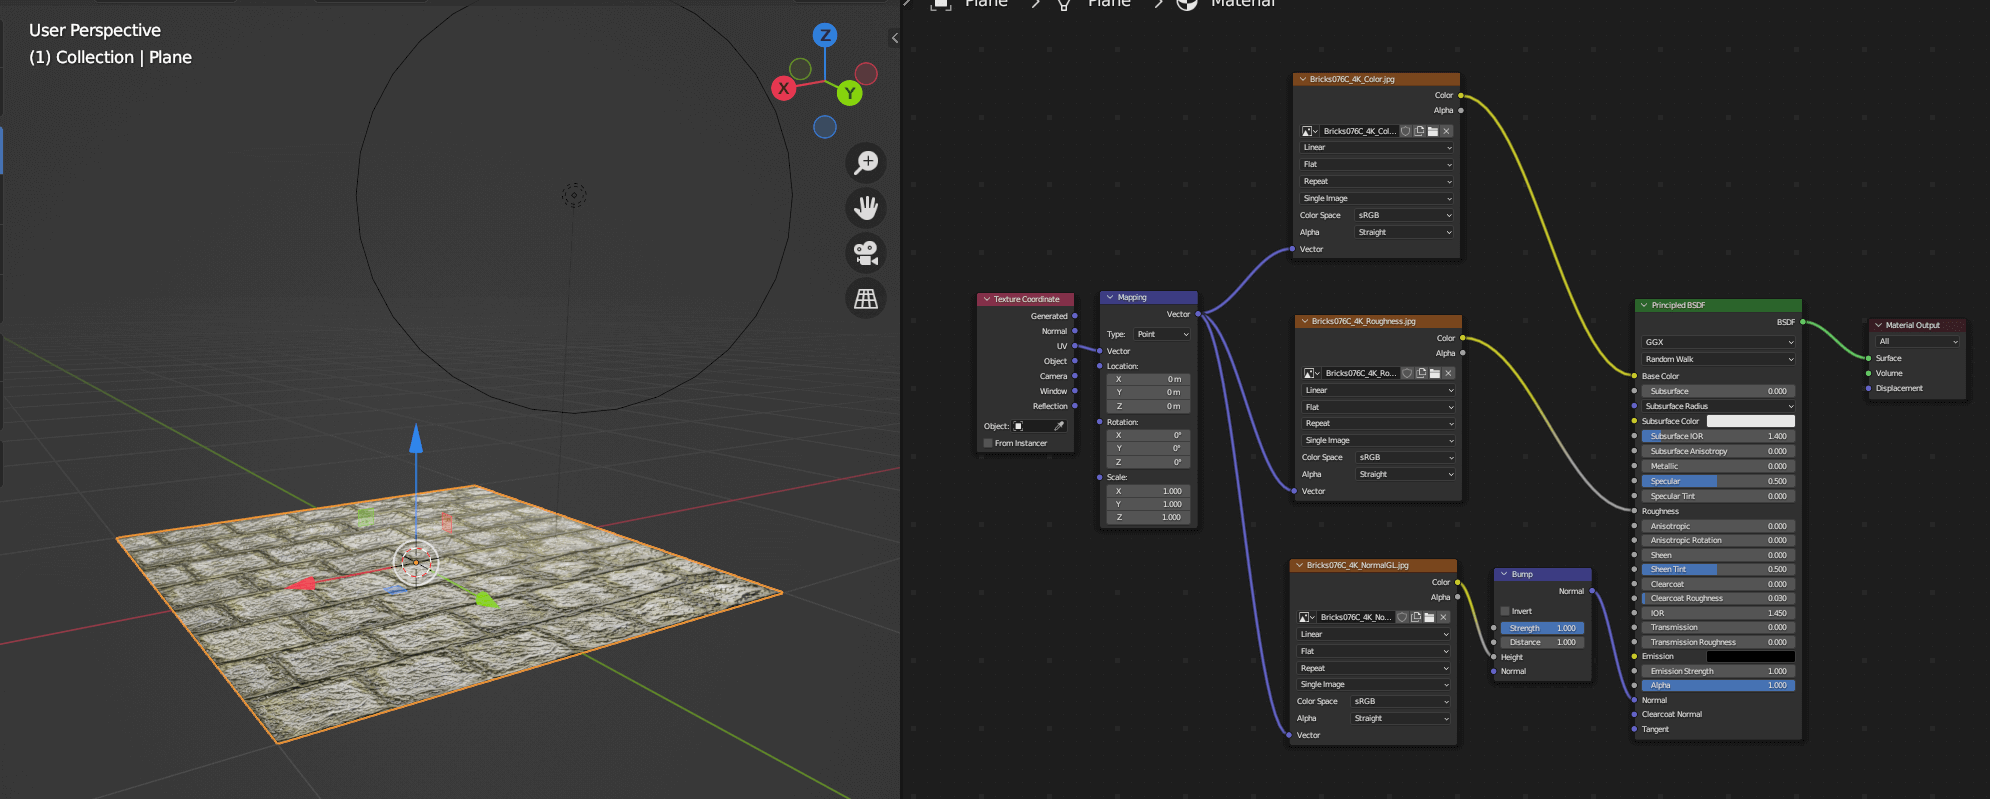 User Perspective
(1) Collection | Plane
Z
X
Y
Plane
Plane
Material
Bricks076C_4K_Color.jpg
Color
Alpha
Bricks076C_4K_Col...
Linear
Flat
Repeat
Single Image
Color Space sRGB
Alpha Straight
Vector
Texture Coordinate
Generated
Normal
UV
Object
Camera
Window
Reflection
Object:
From Instancer
Mapping
Vector
Type: Point
Vector
Location:
X 0 m
Y 0 m
Z 0 m
Rotation:
X 0°
Y 0°
Z 0°
Scale:
X 1.000
Y 1.000
Z 1.000
Bricks076C_4K_Roughness.jpg
Color
Alpha
Bricks076C_4K_Ro...
Linear
Flat
Repeat
Single Image
Color Space sRGB
Alpha Straight
Vector
Bricks076C_4K_NormalGL.jpg
Color
Alpha
Bricks076C_4K_No...
Linear
Flat
Repeat
Single Image
Color Space sRGB
Alpha Straight
Vector
Bump
Normal
Invert
Strength 1.000
Distance 1.000
Height
Normal
Principled BSDF
BSDF
GGX
Random Walk
Base Color
Subsurface 0.000
Subsurface Radius
Subsurface Color
Subsurface IOR 1.400
Subsurface Anisotropy 0.000
Metallic 0.000
Specular 0.500
Specular Tint 0.000
Roughness
Anisotropic 0.000
Anisotropic Rotation 0.000
Sheen 0.000
Sheen Tint 0.500
Clearcoat 0.000
Clearcoat Roughness 0.030
IOR 1.450
Transmission 0.000
Transmission Roughness 0.000
Emission
Emission Strength 1.000
Alpha 1.000
Normal
Clearcoat Normal
Tangent
Material Output
All
Surface
Volume
Displacement